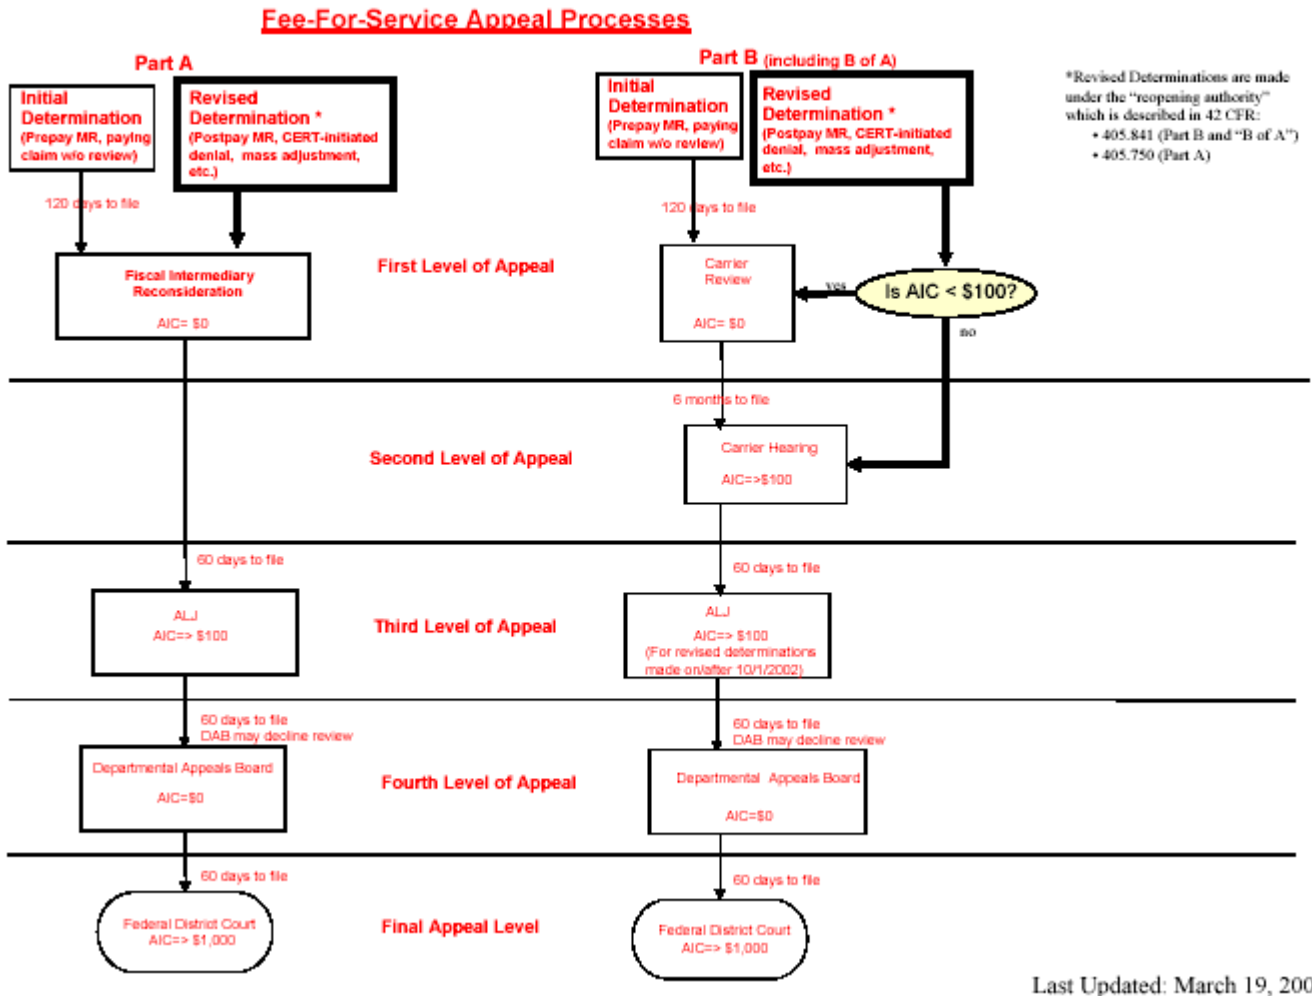 Fee-For-Service Appeal Processes
Part A
Initial
Determination
(Prepay MR, paying
claim w/o review)
Revised
Determination *
(Postpay MR, CERT-initiated
denial, mass adjustment,
etc.)
Part B (including B of A)
Initial
Determination
(Prepay MR, paying
claim w/o review)
Revised
Determination *
(Postpay MR, CERT-initiated
denial, mass adjustment,
etc.)
*Revised Determinations are made
under the “reopening authority”
which is described in 42 CFR:
• 405.841 (Part B and “B of A”)
• 405.750 (Part A)
120 days to file
120 days to file
Fiscal Intermediary
Reconsideration
AIC= $0
First Level of Appeal
Carrier
Review
AIC= $0
yes
Is AIC < $100?
no
6 months to file
Second Level of Appeal
Carrier Hearing
AIC=>$100
60 days to file
60 days to file
ALJ
AIC=> $100
Third Level of Appeal
ALJ
AIC=> $100
(For revised determinations
made on/after 10/1/2002)
60 days to file
DAB may decline review
60 days to file
DAB may decline review
Departmental Appeals Board
AIC=$0
Fourth Level of Appeal
Departmental Appeals Board
AIC=$0
60 days to file
60 days to file
Federal District Court
AIC=> $1,000
Final Appeal Level
Federal District Court
AIC=> $1,000
Last Updated: March 19, 200